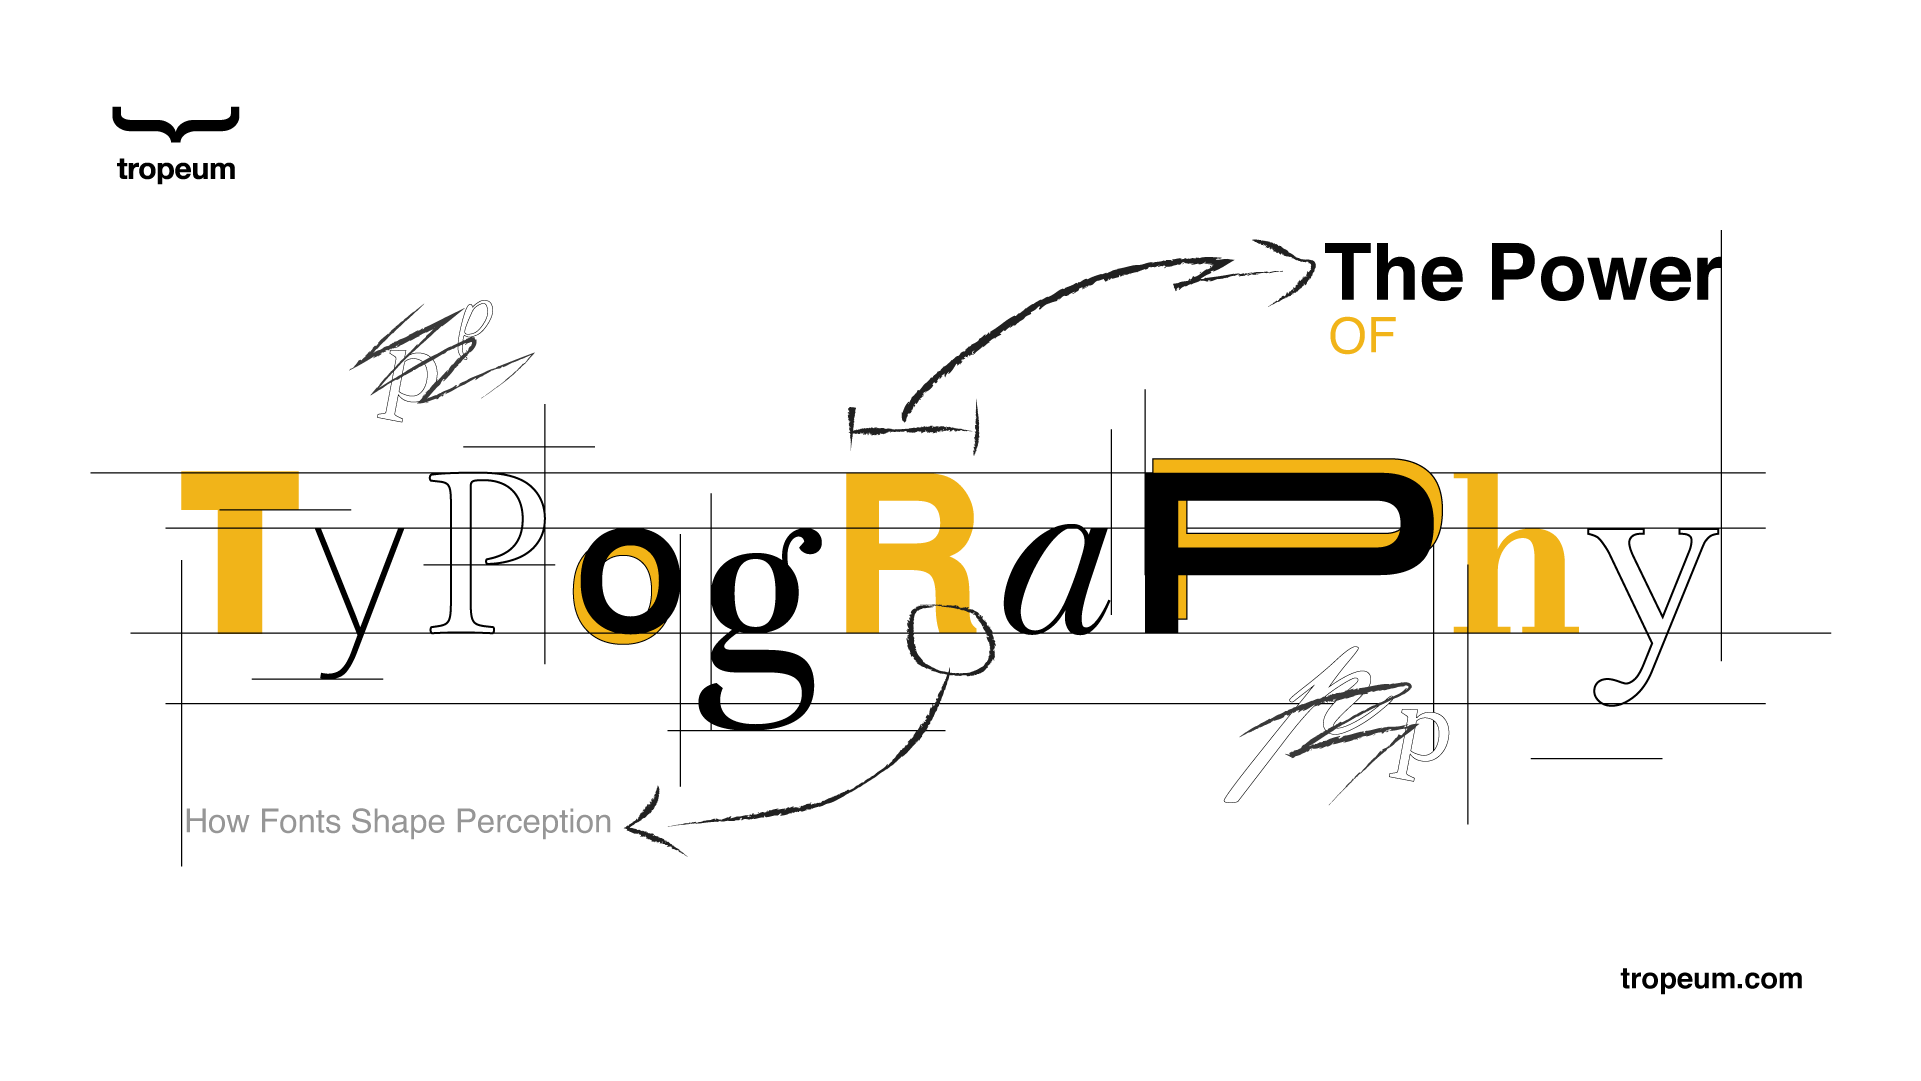 tropeum
The Power
OF
TyPogRaPhy
How Fonts Shape Perception
tropeum.com